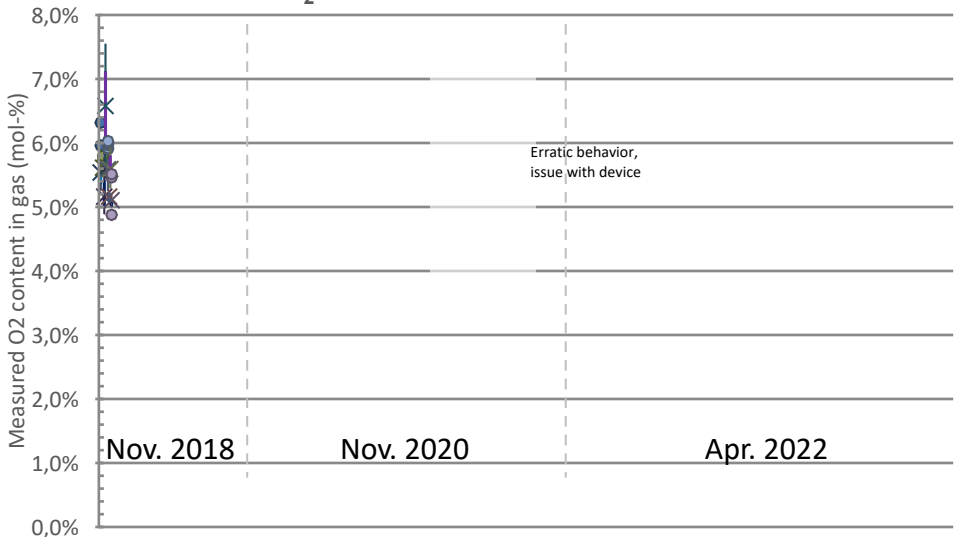 2
8,0%
7,0%
6,0%
5,0%
4,0%
3,0%
2,0%
1,0%
0,0%
Measured O2 content in gas (mol-%)
Erratic behavior,
issue with device
Nov. 2018
Nov. 2020
Apr. 2022